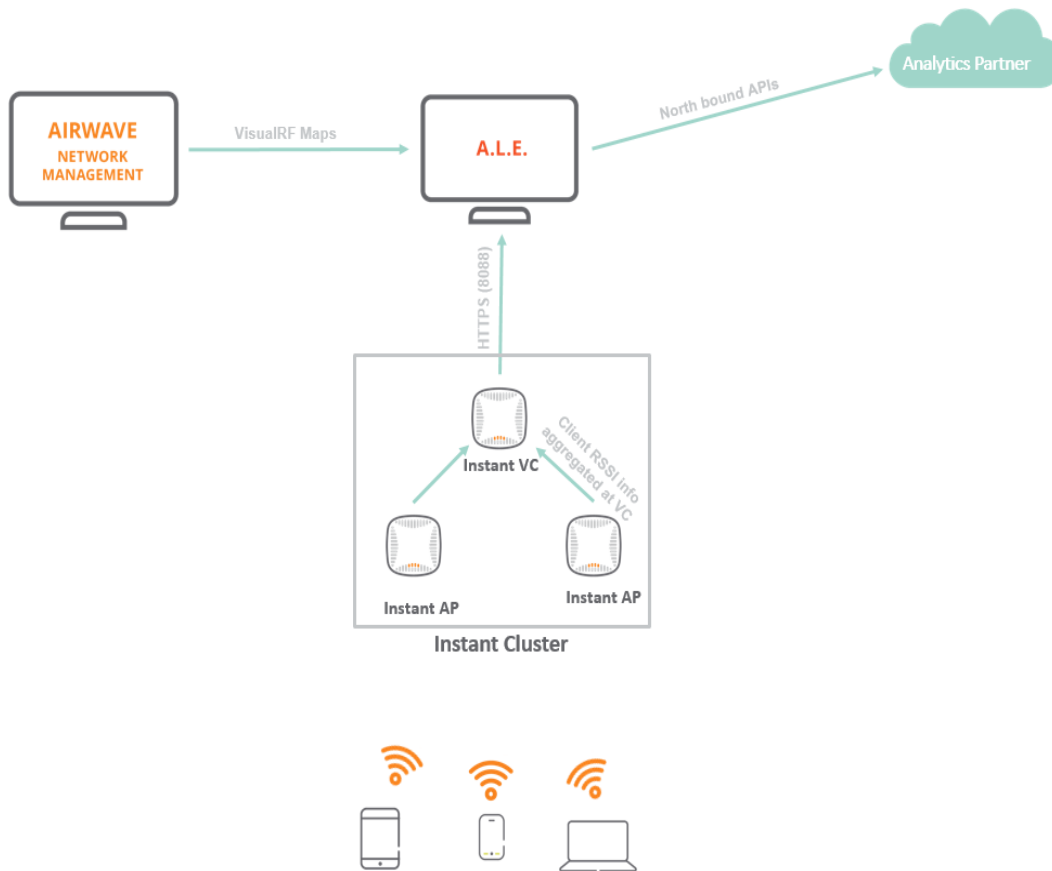 Analytics Partner
North bound APIs
AIRWAVE
NETWORK
MANAGEMENT
VisualRF Maps
A.L.E.
HTTPS (8088)
Instant VC
Client RSSI info
aggregated at VC
Instant AP
Instant AP
Instant Cluster